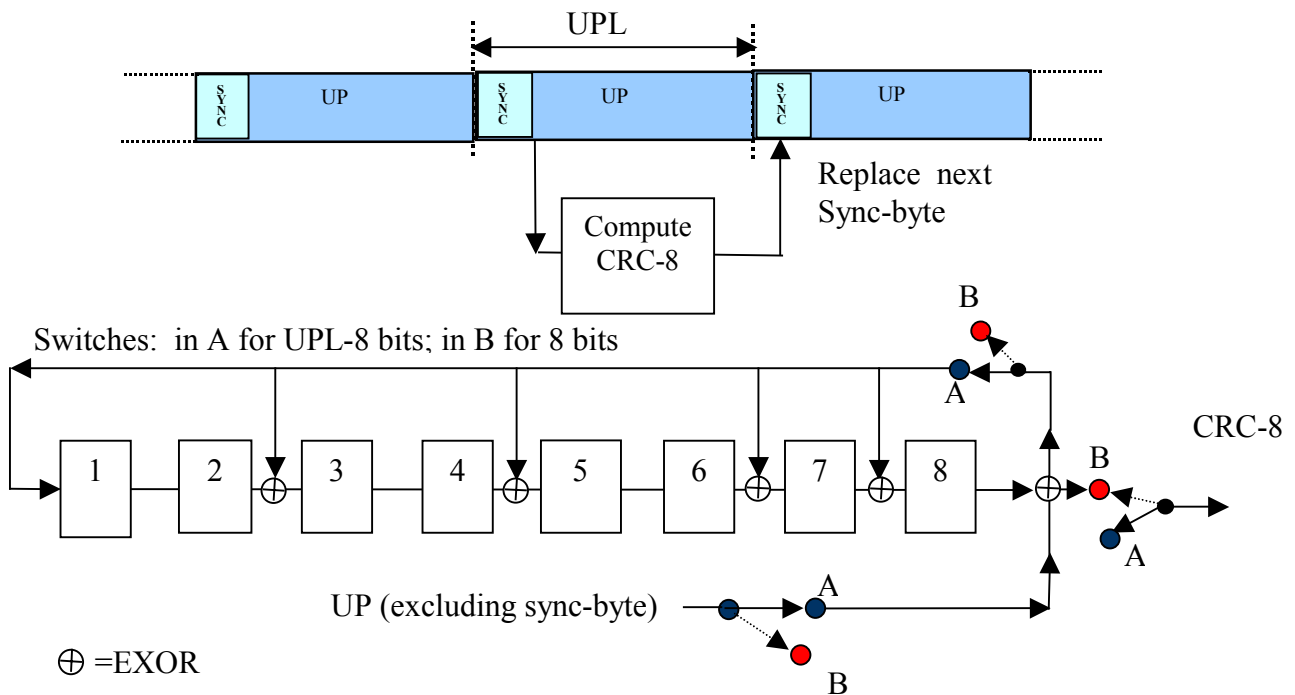 UPL
SYNC
UP
SYNC
UP
SYNC
UP
Replace next
Sync-byte
Compute
CRC-8
B
Switches: in A for UPL-8 bits; in B for 8 bits
A
CRC-8
1
2
3
4
5
6
7
8
B
A
UP (excluding sync-byte)
A
B
⊕ =EXOR